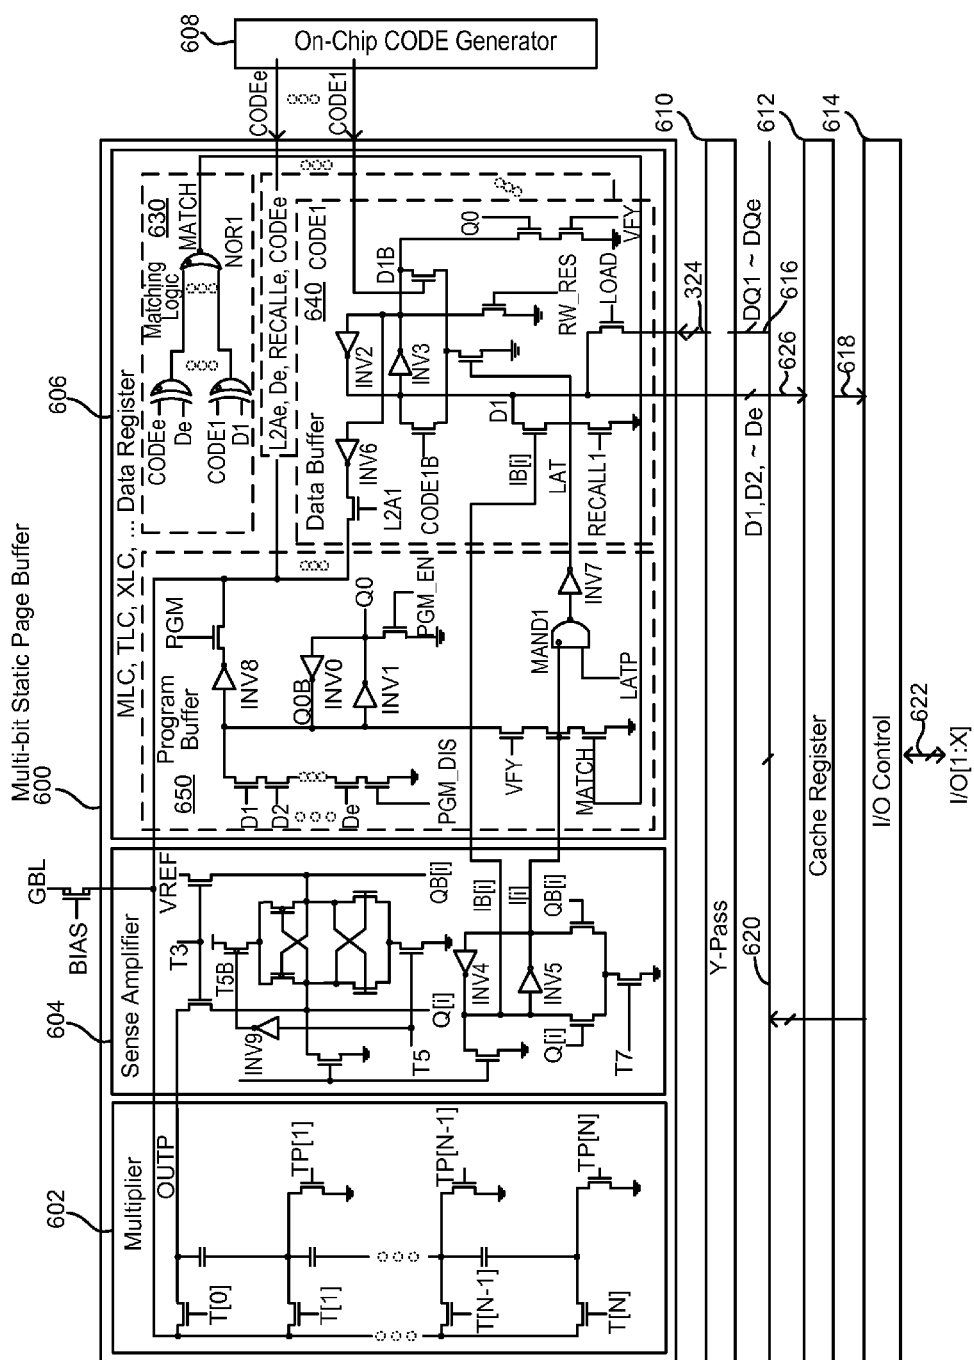 Multi-bit Static Page Buffer
600
608
On-Chip CODE Generator
CODEe
CODE1
606
MLC, TLC, XLC, ... Data Register
Matching
Logic
630
MATCH
NOR1
CODEe
De
CODE1
D1
L2Ae, De, RECALLe, CODEe
640
CODE1
Data Buffer
INV2
INV3
INV6
D1B
Q0
VFY
RW_RES
LOAD
L2A1
CODE1B
D1
IB[i]
LAT
RECALL1
PGM
Q0
Program
Buffer
650
INV8
Q0B
INV0
INV1
PGM_EN
D1
D2
De
PGM_DIS
VFY
MATCH
MAND1
INV7
LATP
GBL
BIAS
604
Sense Amplifier
VREF
T3
T5B
INV9
T5
QB[i]
Q[i]
IB[i]
I[i]
INV4
INV5
Q[i]
QB[i]
T7
602
Multiplier
OUTP
T[0]
TP[1]
T[1]
TP[N-1]
T[N-1]
TP[N]
T[N]
610
Y-Pass
324
DQ1 ~ DQe
616
D1,D2, ~ De
626
620
612
Cache Register
618
614
I/O Control
622
I/O[1:X]